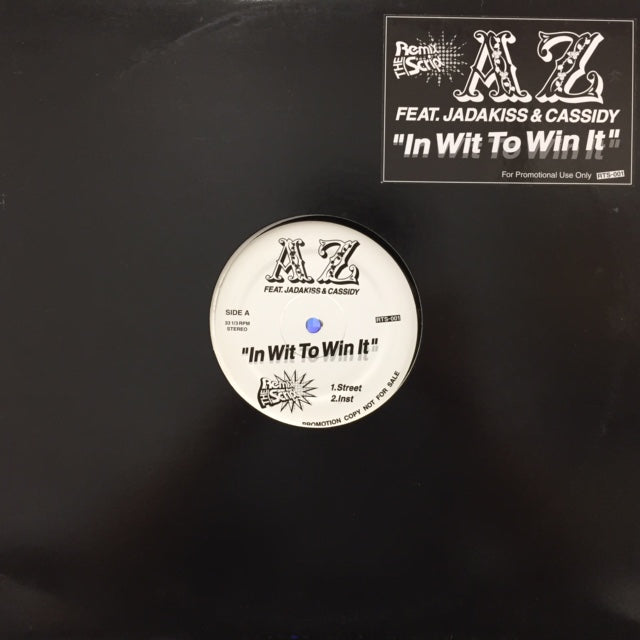 Remix
THE
Script
AZ
FEAT. JADAKISS & CASSIDY
"In Wit To Win It"
For Promotional Use Only RTS-001
AZ
FEAT. JADAKISS & CASSIDY
SIDE A
33 1/3 RPM
STEREO
RTS-001
"In Wit To Win It"
Remix
THE
Script
1.Street
2.Inst
PROMOTION COPY NOT FOR SALE